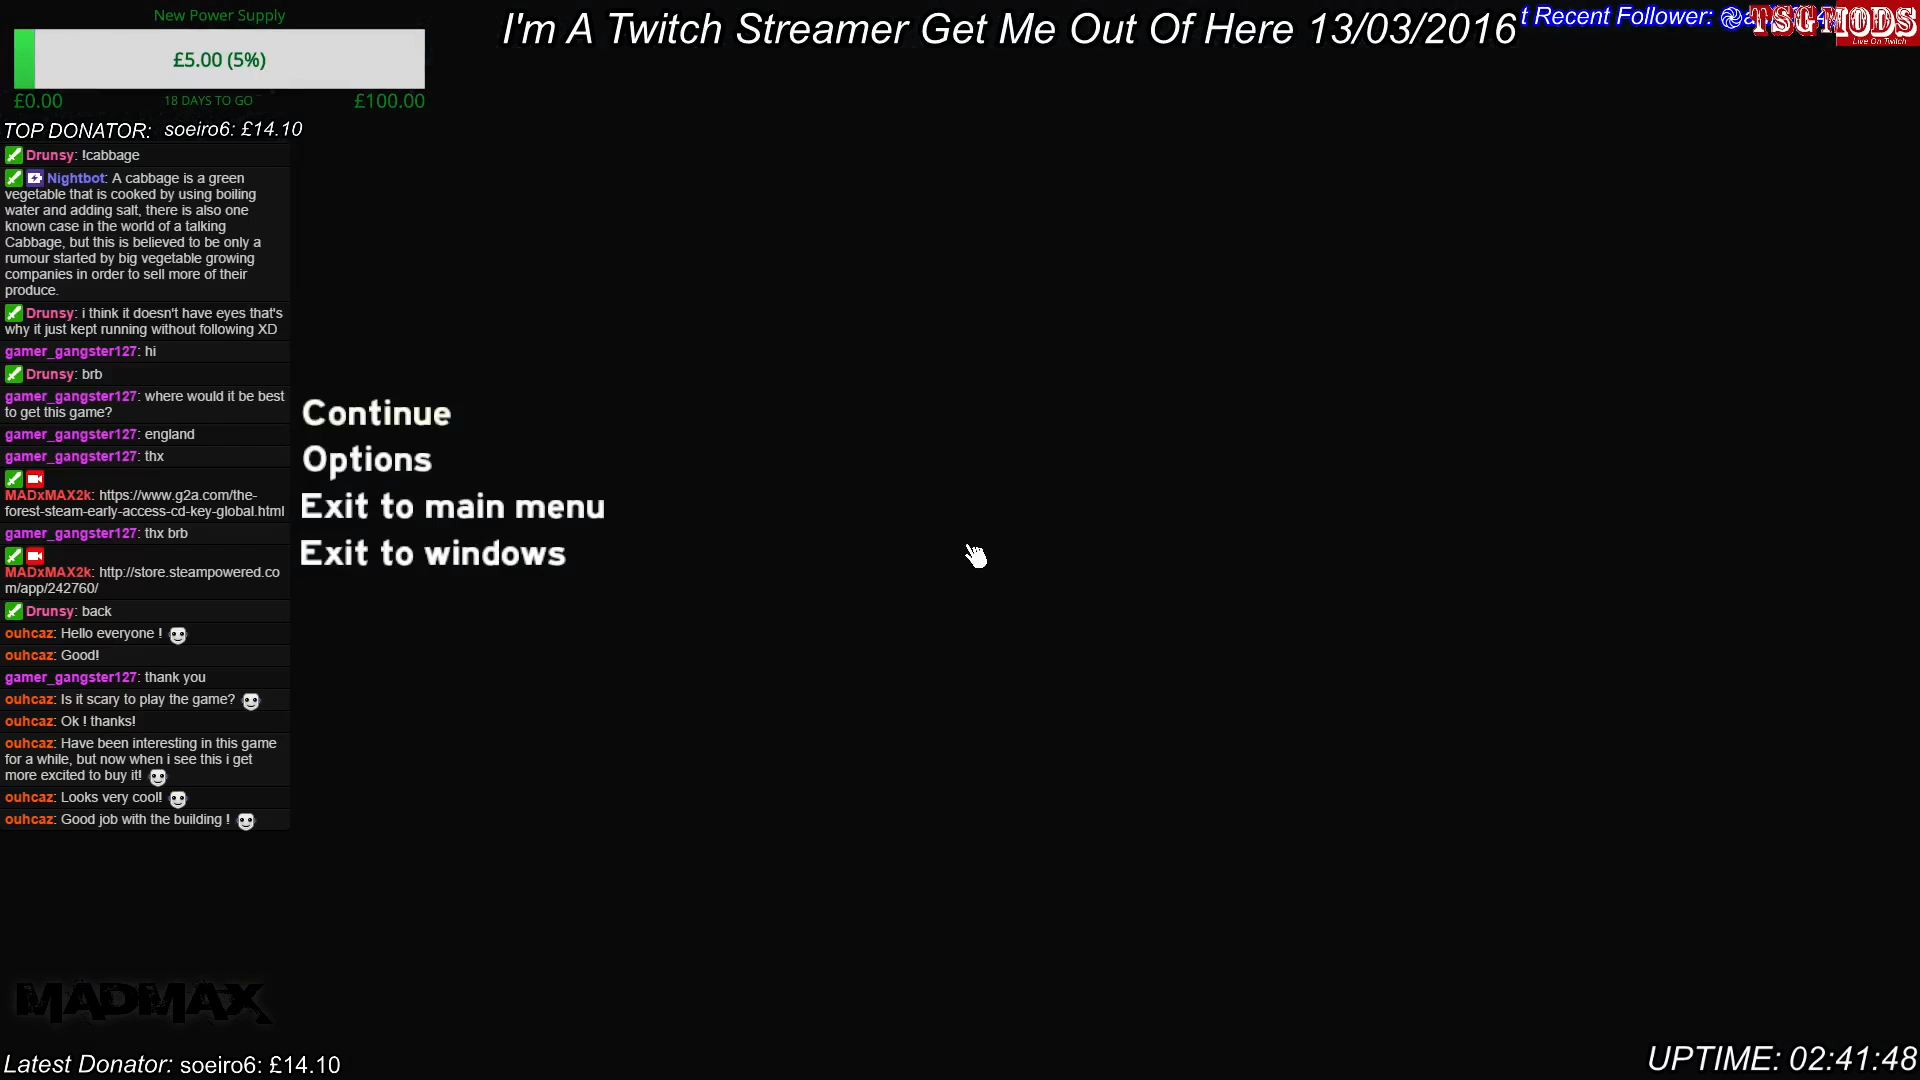 New Power Supply
£5.00 (5%)
£0.00 18 DAYS TO GO £100.00
I'm A Twitch Streamer Get Me Out Of Here 13/03/2016
t Recent Follower:
TSGMODS
Live On Twitch
TOP DONATOR: soeiro6: £14.10
Drunsy: !cabbage
Nightbot: A cabbage is a green
vegetable that is cooked by using boiling
water and adding salt, there is also one
known case in the world of a talking
Cabbage, but this is believed to be only a
rumour started by big vegetable growing
companies in order to sell more of their
produce.
Drunsy: i think it doesn't have eyes that's
why it just kept running without following XD
gamer_gangster127: hi
Drunsy: brb
gamer_gangster127: where would it be best
to get this game?
gamer_gangster127: england
gamer_gangster127: thx
MADxMAX2k: https://www.g2a.com/the-
forest-steam-early-access-cd-key-global.html
gamer_gangster127: thx brb
MADxMAX2k: http://store.steampowered.co
m/app/242760/
Drunsy: back
ouhcaz: Hello everyone !
ouhcaz: Good!
gamer_gangster127: thank you
ouhcaz: Is it scary to play the game?
ouhcaz: Ok ! thanks!
ouhcaz: Have been interesting in this game
for a while, but now when i see this i get
more excited to buy it!
ouhcaz: Looks very cool!
ouhcaz: Good job with the building !
Continue
Options
Exit to main menu
Exit to windows
MADMAX
Latest Donator: soeiro6: £14.10
UPTIME: 02:41:48